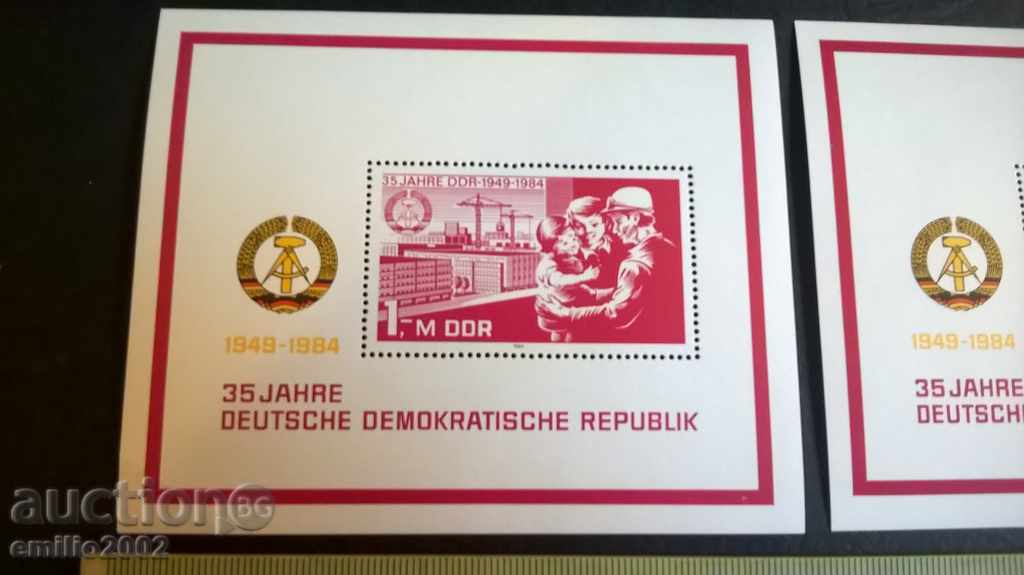 35 JAHRE DDR·1949-1984
1,-M DDR
1984
1949-1984
35 JAHRE
DEUTSCHE DEMOKRATISCHE REPUBLIK
1949-1984
35 JAHRE
DEUTSCHE
auctionBG
emilio2002